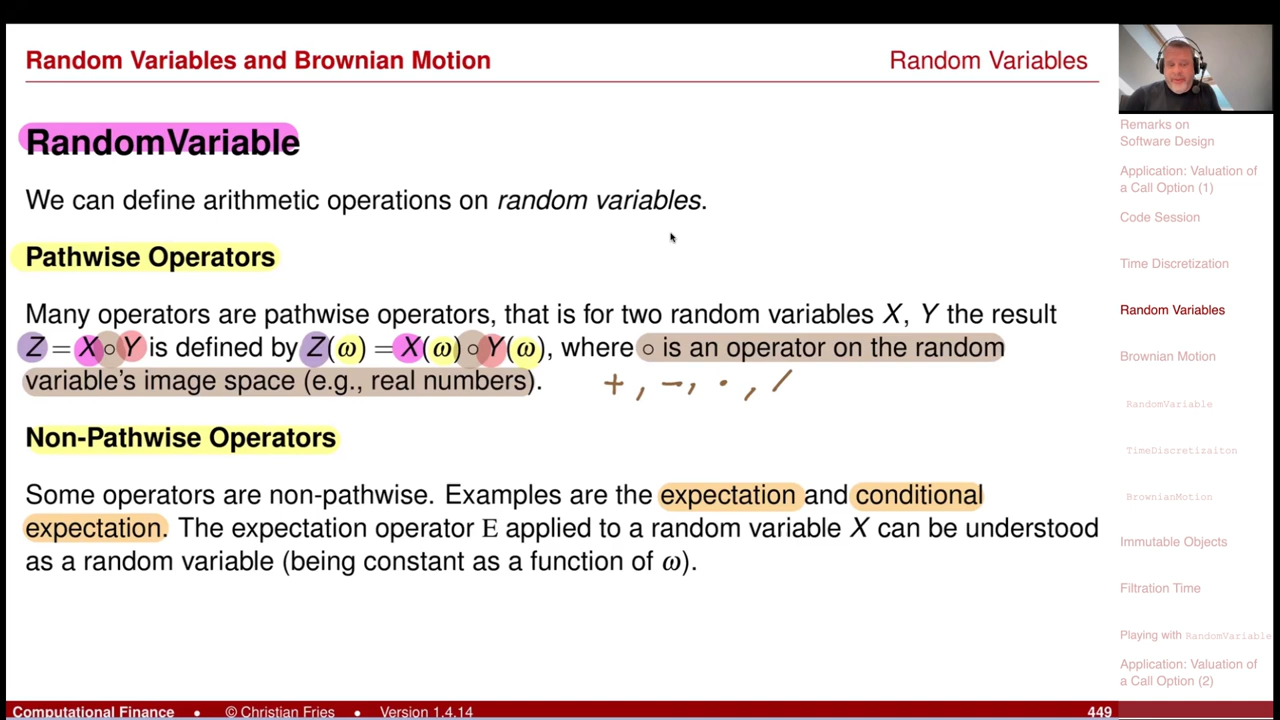 Random Variables and Brownian Motion
Random Variables
RandomVariable
We can define arithmetic operations on random variables.
Pathwise Operators
Many operators are pathwise operators, that is for two random variables X, Y the result
Z = X ∘ Y is defined by Z(ω) = X(ω) ∘ Y(ω), where ∘ is an operator on the random
variable's image space (e.g., real numbers).
+ , − , · , /
Non-Pathwise Operators
Some operators are non-pathwise. Examples are the expectation and conditional
expectation. The expectation operator E applied to a random variable X can be understood
as a random variable (being constant as a function of ω).
Remarks on
Software Design
Application: Valuation of
a Call Option (1)
Code Session
Time Discretization
Random Variables
Brownian Motion
RandomVariable
TimeDiscretizaiton
BrownianMotion
Immutable Objects
Filtration Time
Playing with RandomVariable
Application: Valuation of
a Call Option (2)
Computational Finance • © Christian Fries • Version 1.4.14
449